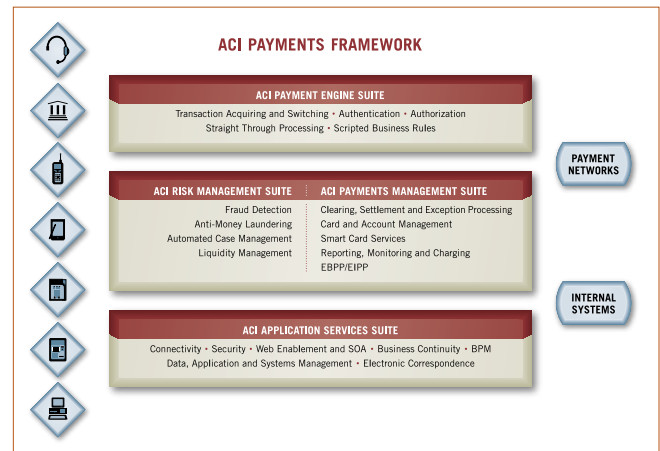 ACI PAYMENTS FRAMEWORK
ACI PAYMENT ENGINE SUITE
Transaction Acquiring and Switching • Authentication • Authorization
Straight Through Processing • Scripted Business Rules
PAYMENT
NETWORKS
ACI RISK MANAGEMENT SUITE
Fraud Detection
Anti-Money Laundering
Automated Case Management
Liquidity Management
ACI PAYMENTS MANAGEMENT SUITE
Clearing, Settlement and Exception Processing
Card and Account Management
Smart Card Services
Reporting, Monitoring and Charging
EBPP/EIPP
INTERNAL
SYSTEMS
ACI APPLICATION SERVICES SUITE
Connectivity • Security • Web Enablement and SOA • Business Continuity • BPM
Data, Application and Systems Management • Electronic Correspondence